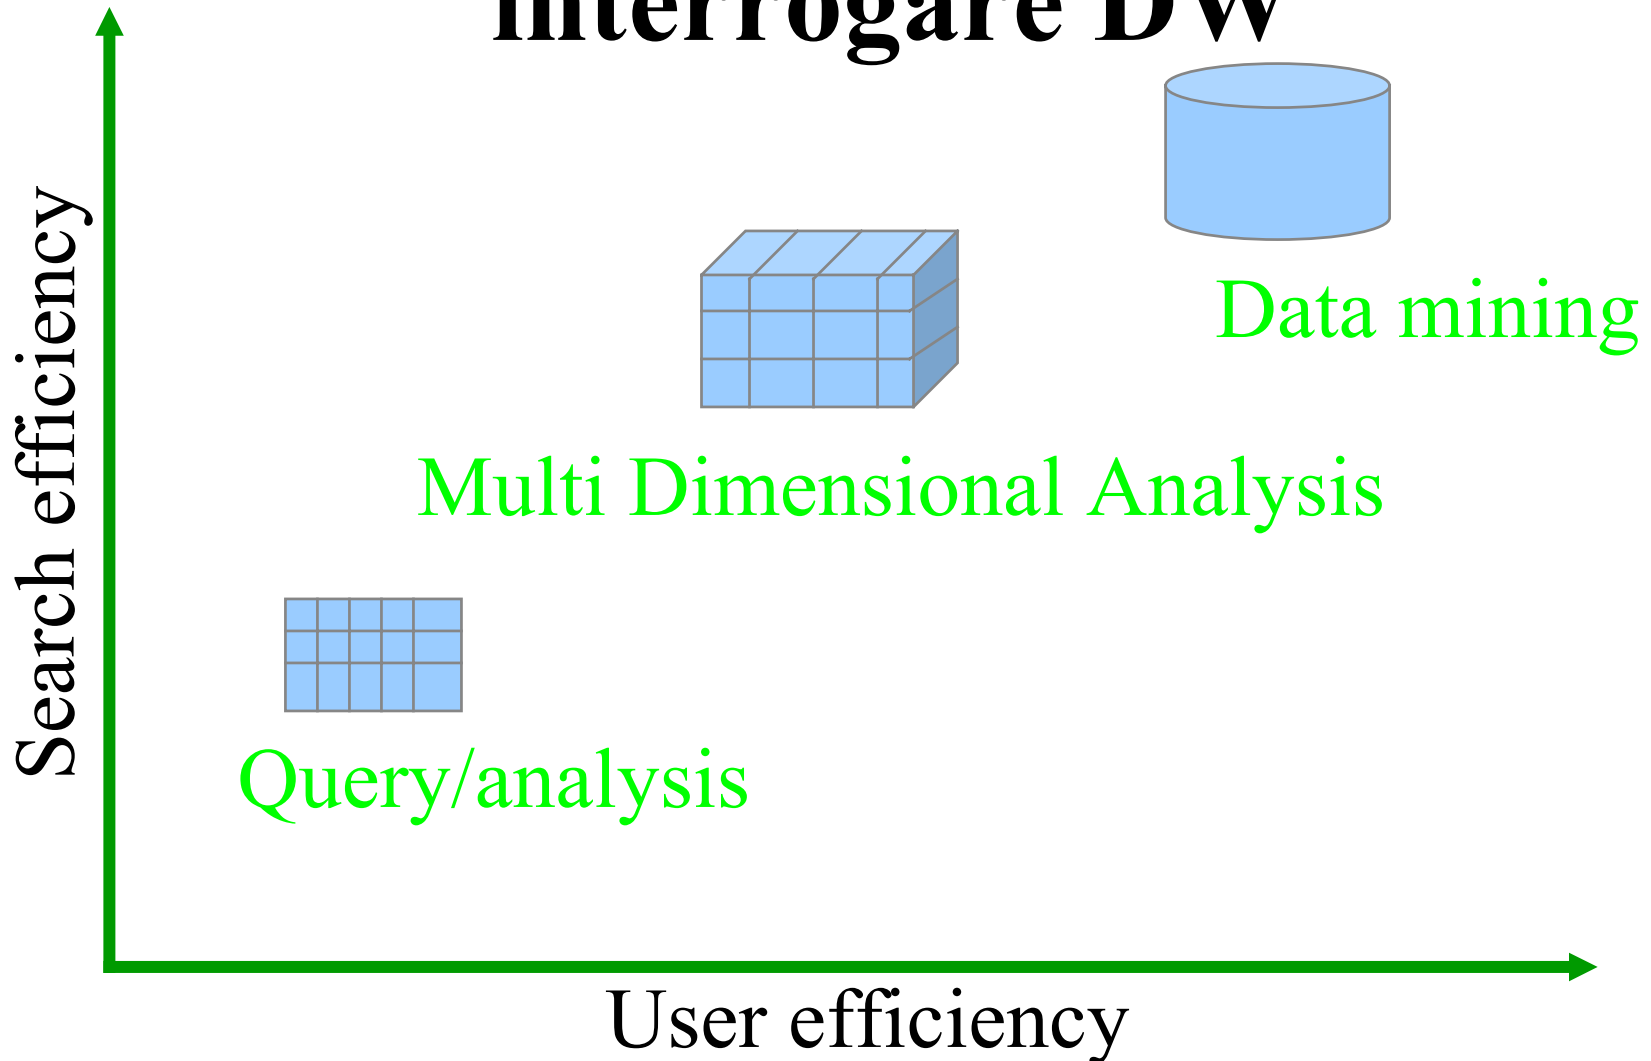 interrogare DW
Search efficiency
Data mining
Multi Dimensional Analysis
Query/analysis
User efficiency